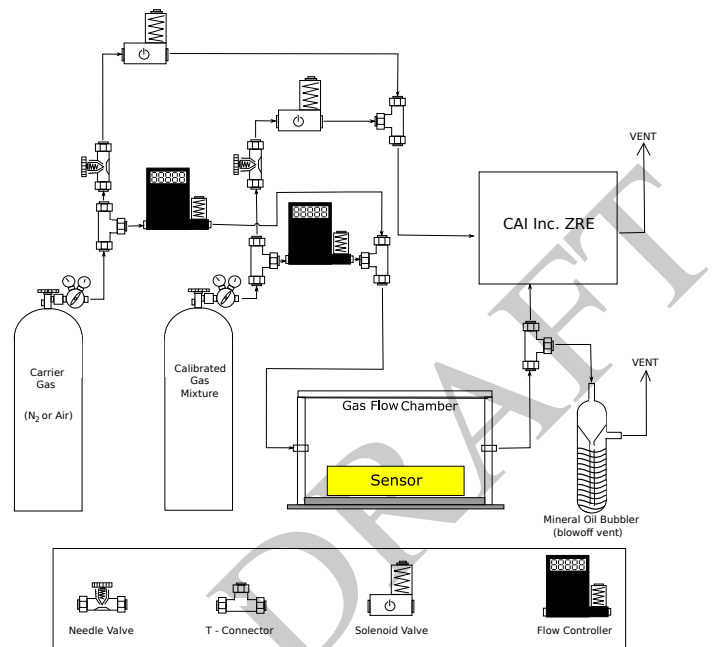 VENT
CAI Inc. ZRE
Carrier
Gas
(N₂ or Air)
Calibrated
Gas
Mixture
Gas Flow Chamber
Sensor
VENT
Mineral Oil Bubbler
(blowoff vent)
Needle Valve
T - Connector
Solenoid Valve
Flow Controller
DRAFT